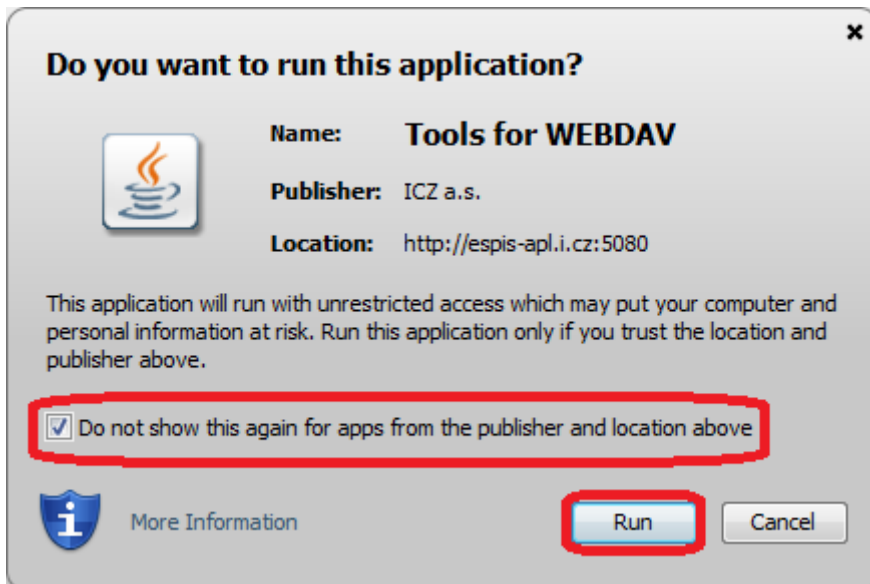 Do you want to run this application?
Name: Tools for WEBDAV
Publisher: ICZ a.s.
Location: http://espis-apl.i.cz:5080
This application will run with unrestricted access which may put your computer and
personal information at risk. Run this application only if you trust the location and
publisher above.
Do not show this again for apps from the publisher and location above
More Information
Run
Cancel